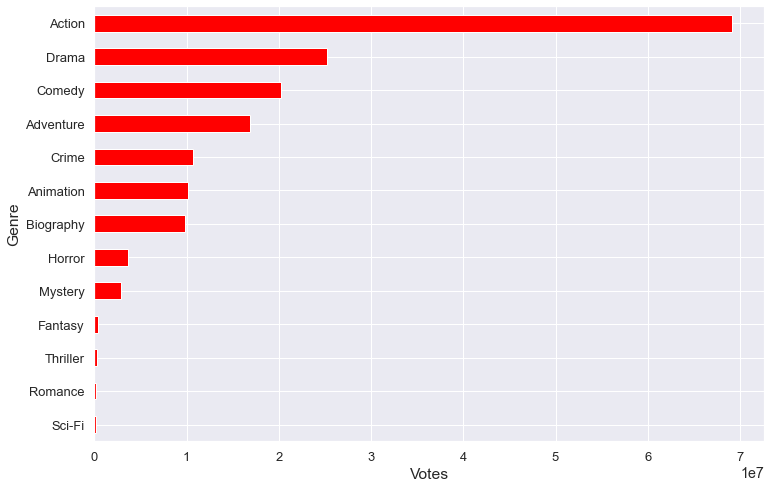 Action
Drama
Comedy
Adventure
Crime
Animation
Biography
Horror
Mystery
Fantasy
Thriller
Romance
Sci-Fi
Genre
0 1 2 3 4 5 6 7
1e7
Votes